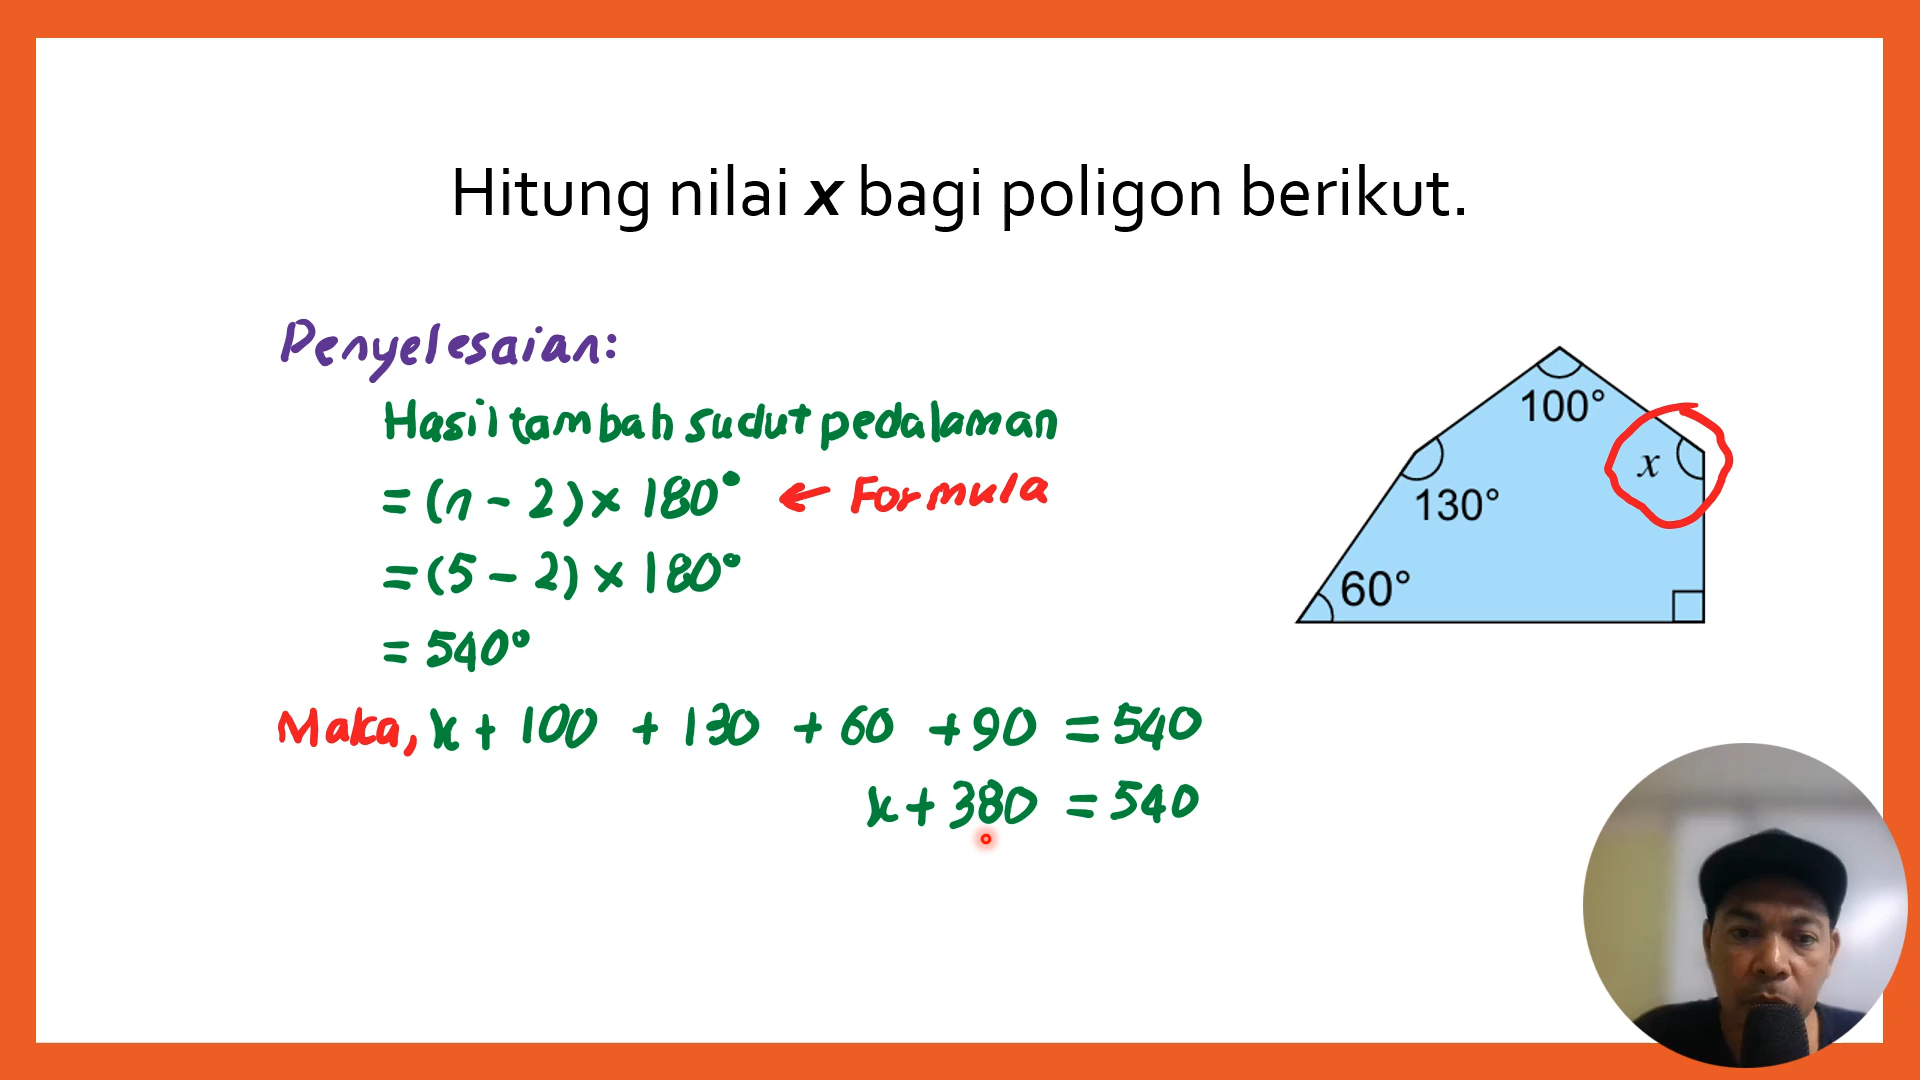 Hitung nilai x bagi poligon berikut.
Penyelesaian:
Hasil tambah sudut pedalaman
= (n - 2) × 180° ← Formula
= (5 - 2) × 180°
= 540°
Maka, x + 100 + 130 + 60 + 90 = 540
x + 380 = 540
100°
x
130°
60°